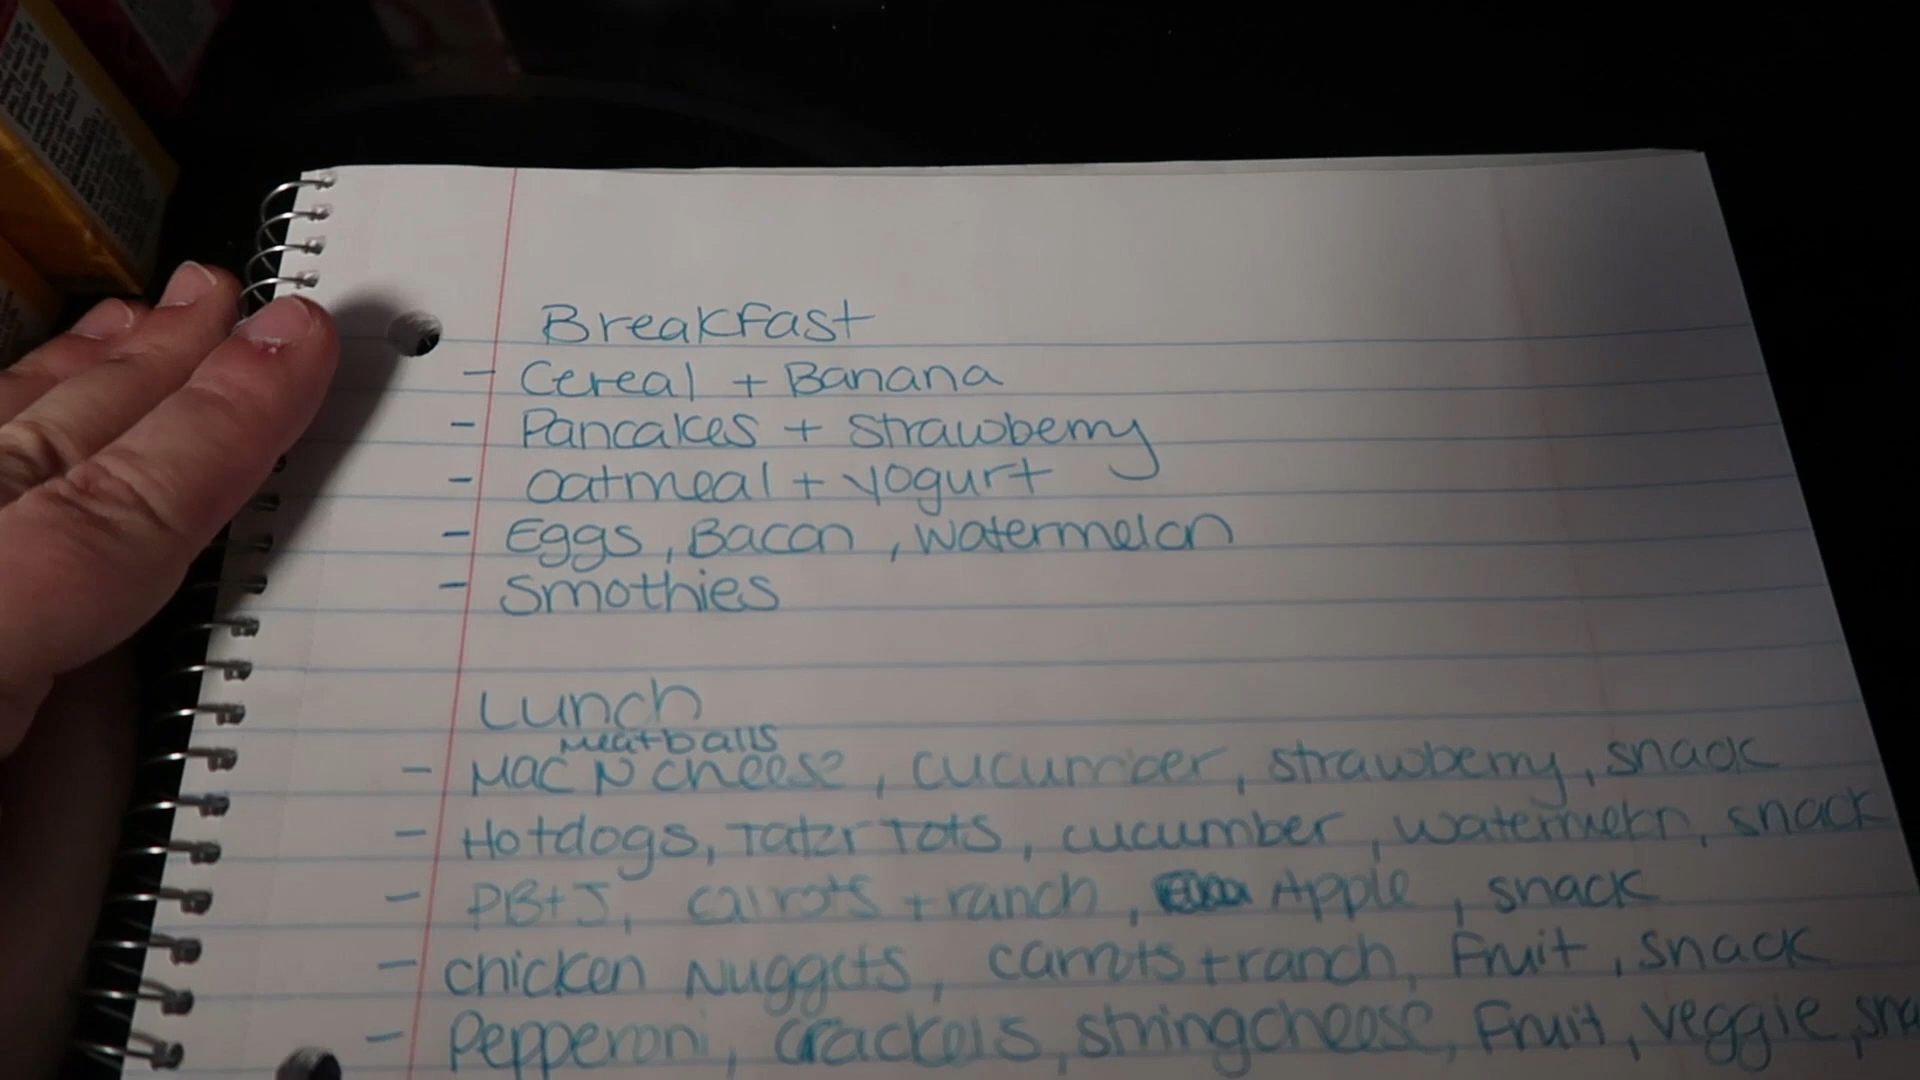 Breakfast
- Cereal + Banana
- Pancakes + Strawberry
- Oatmeal + yogurt
- Eggs, Bacon, watermelon
- Smothies
Lunch
meatballs
- Mac N cheese, cucumber, strawberry, snack
- Hotdogs, Tater Tots, cucumber, watermelon, snack
- PB+J, carrots + ranch, Apple, snack
- chicken Nuggets, carrots + ranch, Fruit, snack
- Pepperoni, crackers, stringcheese, Fruit, veggie, sna